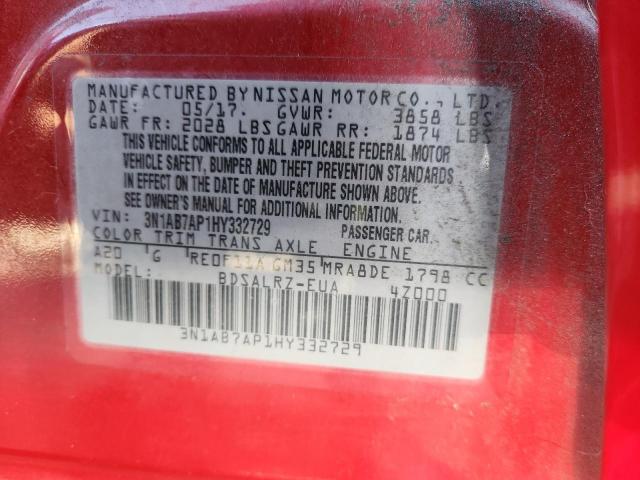 MANUFACTURED BY NISSAN MOTOR CO., LTD.
DATE: 05/17. GVWR: 3858 LBS
GAWR FR: 2028 LBS GAWR RR: 1874 LBS
THIS VEHICLE CONFORMS TO ALL APPLICABLE FEDERAL MOTOR
VEHICLE SAFETY, BUMPER AND THEFT PREVENTION STANDARDS
IN EFFECT ON THE DATE OF MANUFACTURE SHOWN ABOVE.
SEE OWNER'S MANUAL FOR ADDITIONAL INFORMATION.
VIN: 3N1AB7AP1HY332729 PASSENGER CAR.
COLOR TRIM TRANS AXLE ENGINE
A20 G RE0F11A GM35 MRA8DE 1798 CC
MODEL: BDSALRZ-EUA 4Z000
3N1AB7AP1HY332729